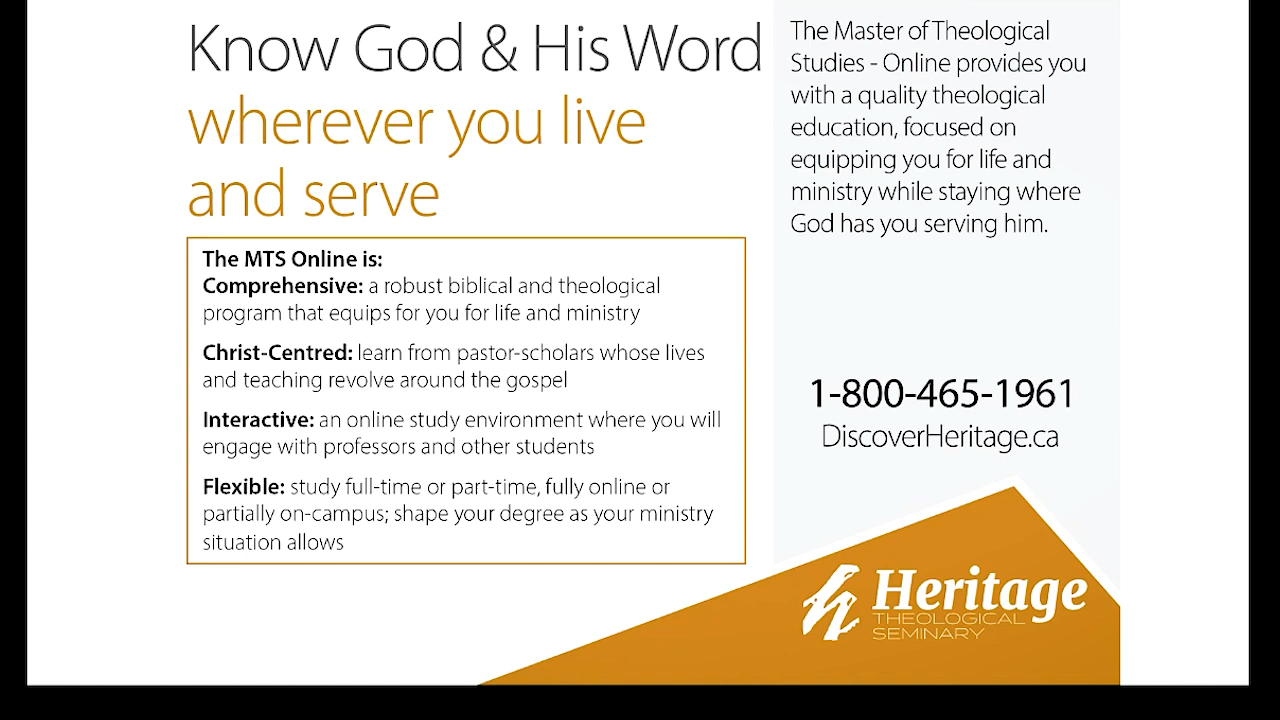 Know God & His Word
wherever you live
and serve
The MTS Online is:
Comprehensive: a robust biblical and theological
program that equips for you for life and ministry
Christ-Centred: learn from pastor-scholars whose lives
and teaching revolve around the gospel
Interactive: an online study environment where you will
engage with professors and other students
Flexible: study full-time or part-time, fully online or
partially on-campus; shape your degree as your ministry
situation allows
The Master of Theological
Studies - Online provides you
with a quality theological
education, focused on
equipping you for life and
ministry while staying where
God has you serving him.
1-800-465-1961
DiscoverHeritage.ca
Heritage
THEOLOGICAL
SEMINARY